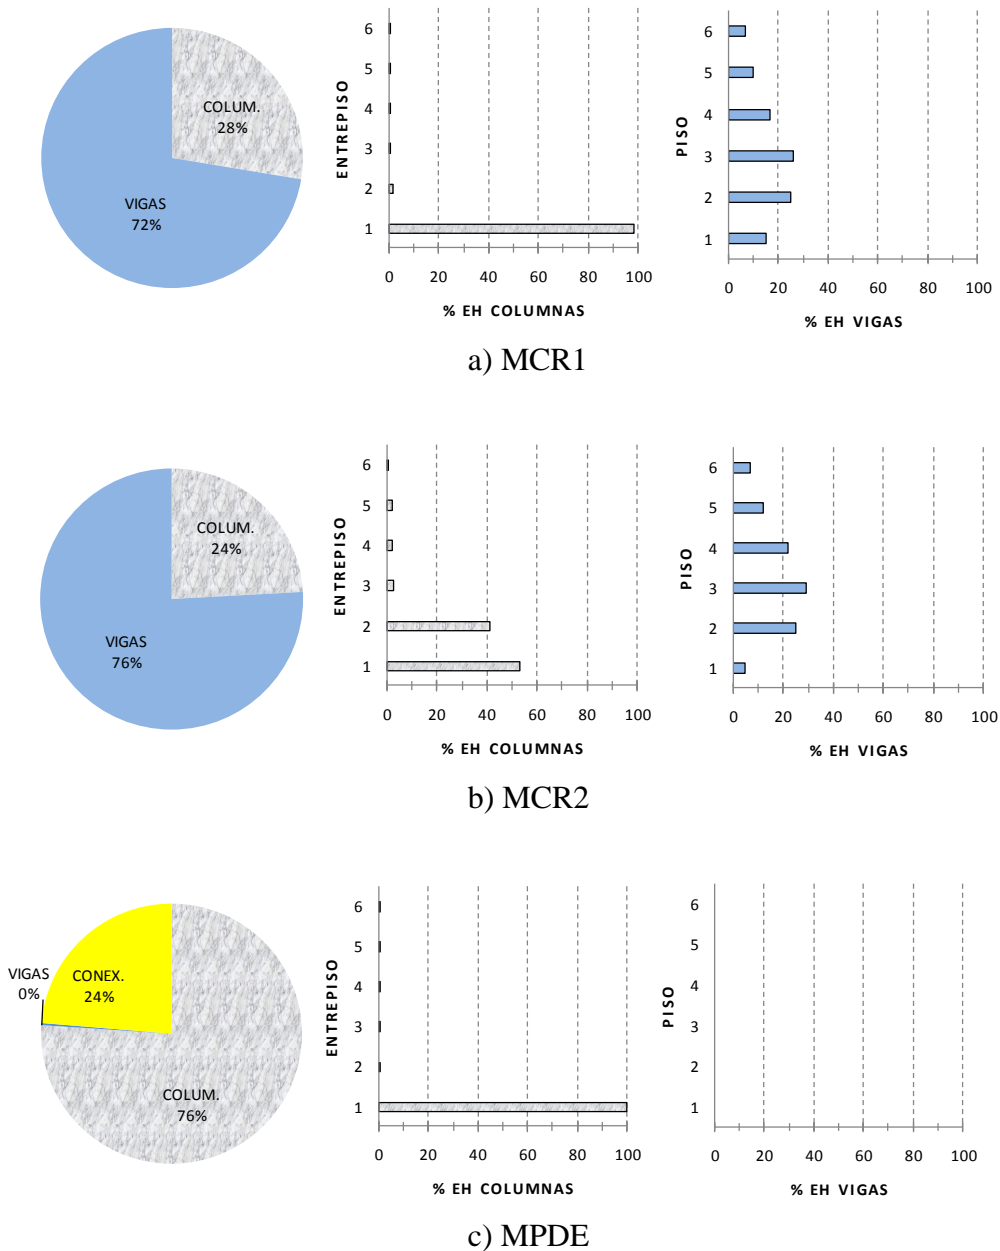 COLUM.
28%
VIGAS
72%
ENTREPISO
6
5
4
3
2
1
0 20 40 60 80 100
% EH COLUMNAS
PISO
6
5
4
3
2
1
0 20 40 60 80 100
% EH VIGAS
a) MCR1
COLUM.
24%
VIGAS
76%
ENTREPISO
6
5
4
3
2
1
0 20 40 60 80 100
% EH COLUMNAS
PISO
6
5
4
3
2
1
0 20 40 60 80 100
% EH VIGAS
b) MCR2
VIGAS
0%
CONEX.
24%
COLUM.
76%
ENTREPISO
6
5
4
3
2
1
0 20 40 60 80 100
% EH COLUMNAS
PISO
6
5
4
3
2
1
0 20 40 60 80 100
% EH VIGAS
c) MPDE